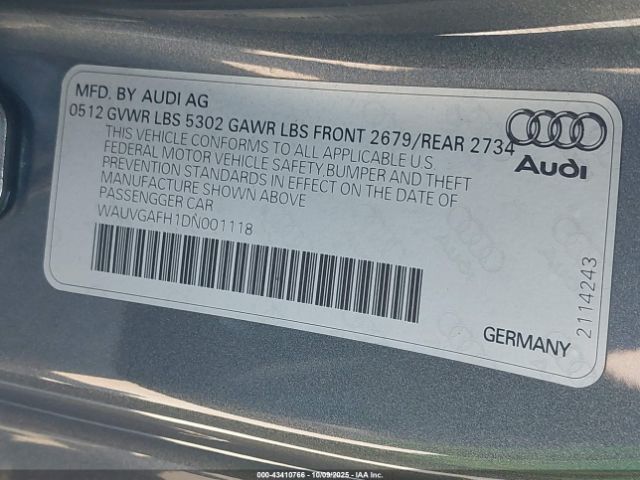 MFD. BY AUDI AG
0512 GVWR LBS 5302 GAWR LBS FRONT 2679/REAR 2734
THIS VEHICLE CONFORMS TO ALL APPLICABLE U.S.
FEDERAL MOTOR VEHICLE SAFETY, BUMPER AND THEFT
PREVENTION STANDARDS IN EFFECT ON THE DATE OF
MANUFACTURE SHOWN ABOVE
PASSENGGER CAR
WAUVGAFH1DN001118
Audi
GERMANY
2114243
000-43410766 - 10/09/2025 - IAA Inc.